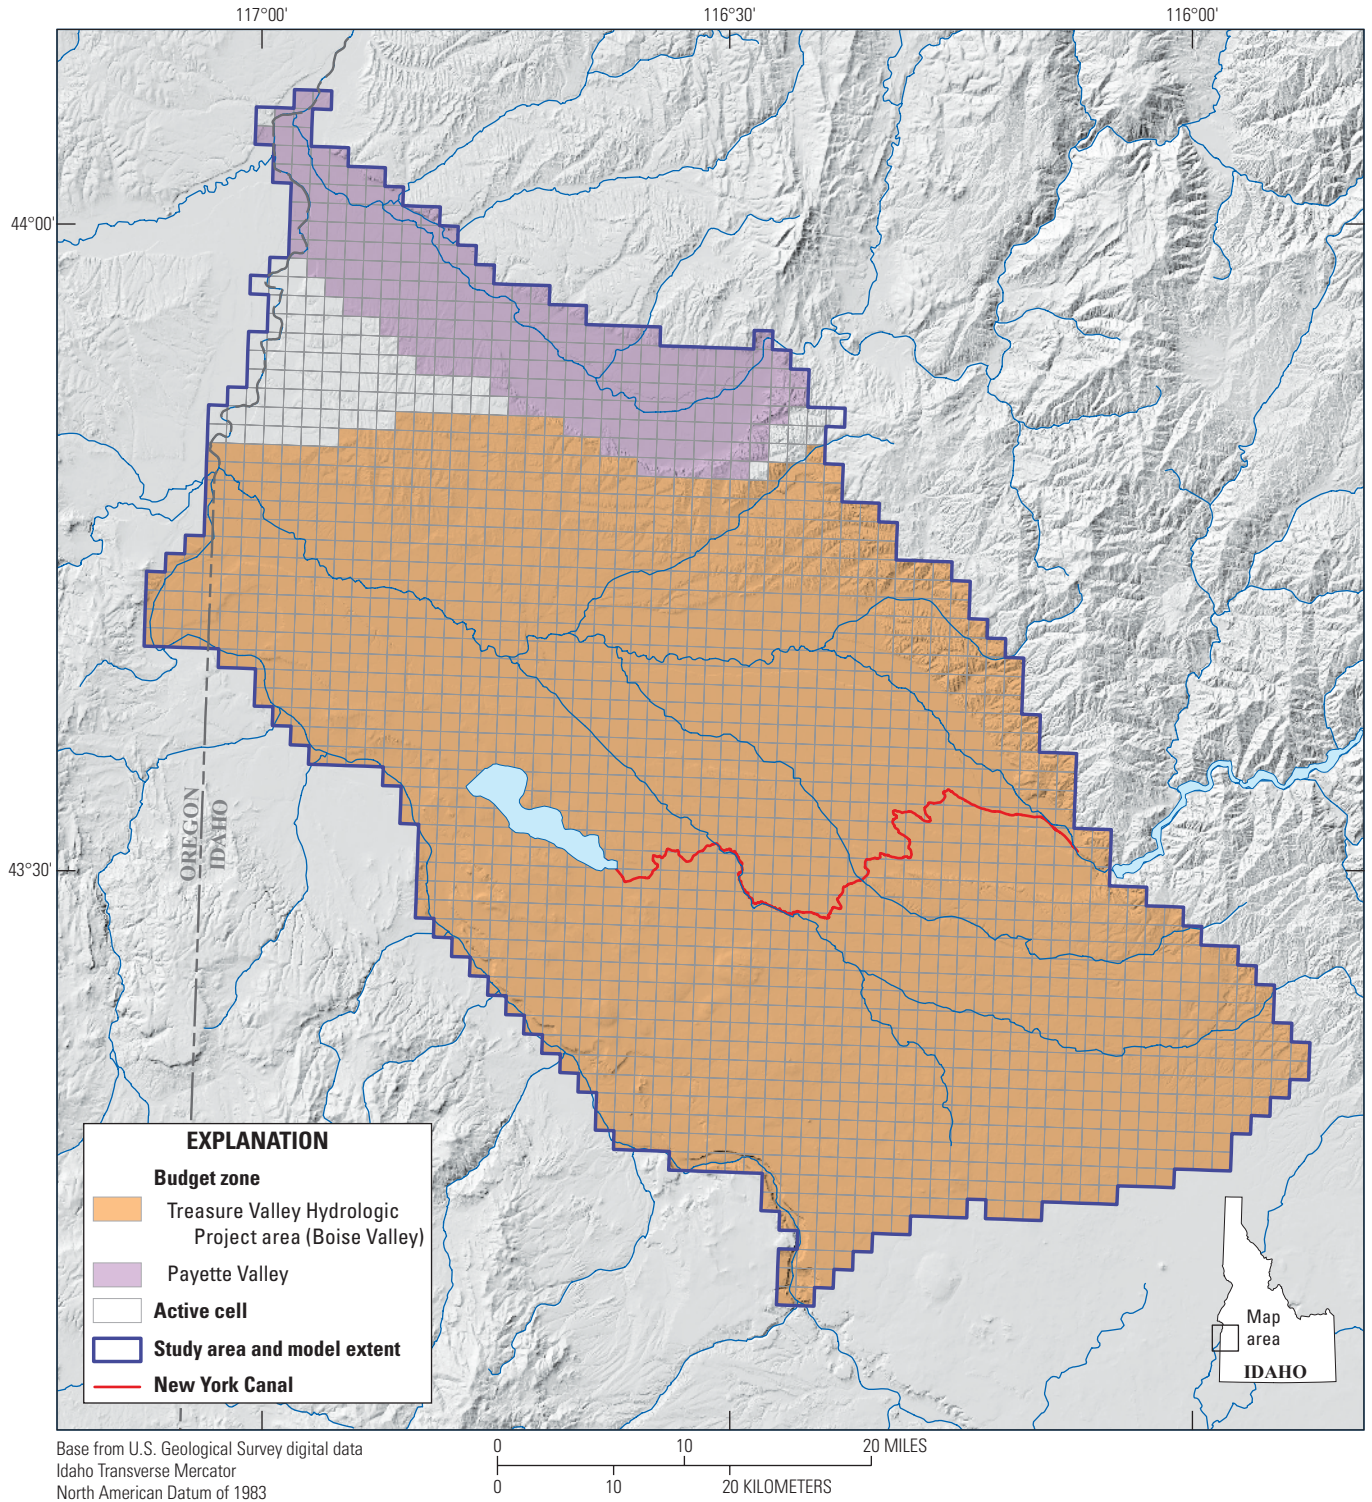 117°00'
116°30'
116°00'
44°00'
43°30'
OREGON
IDAHO
EXPLANATION
Budget zone
Treasure Valley Hydrologic
Project area (Boise Valley)
Payette Valley
Active cell
Study area and model extent
New York Canal
Map
area
IDAHO
Base from U.S. Geological Survey digital data
Idaho Transverse Mercator
North American Datum of 1983
0 10 20 MILES
0 10 20 KILOMETERS